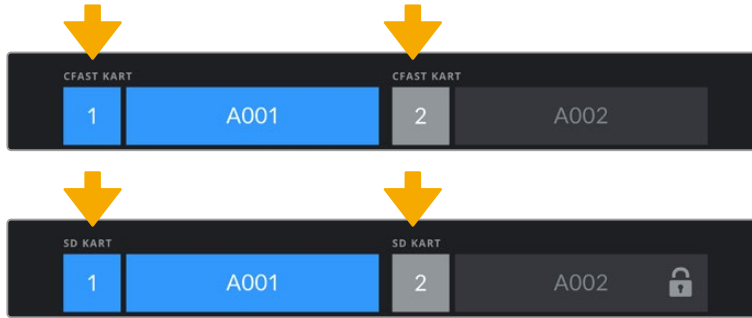 CFAST KART CFAST KART
1 A001 2 A002
SD KART SD KART
1 A001 2 A002